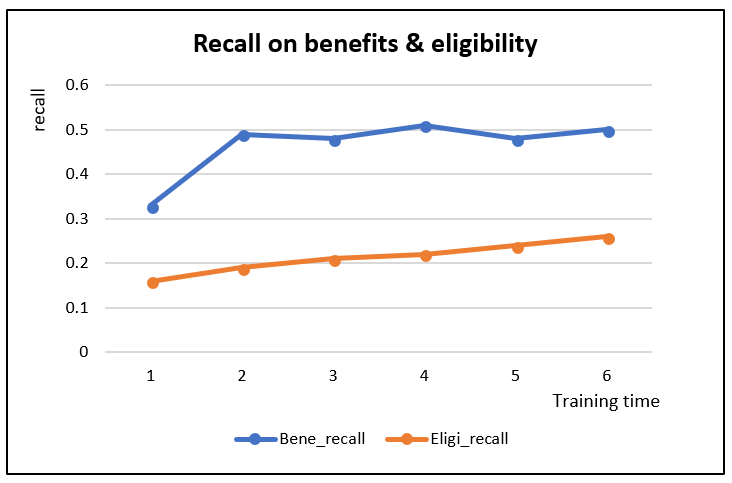 Recall on benefits & eligibility
recall
0.6
0.5
0.4
0.3
0.2
0.1
0
1 2 3 4 5 6
Training time
Bene_recall Eligi_recall